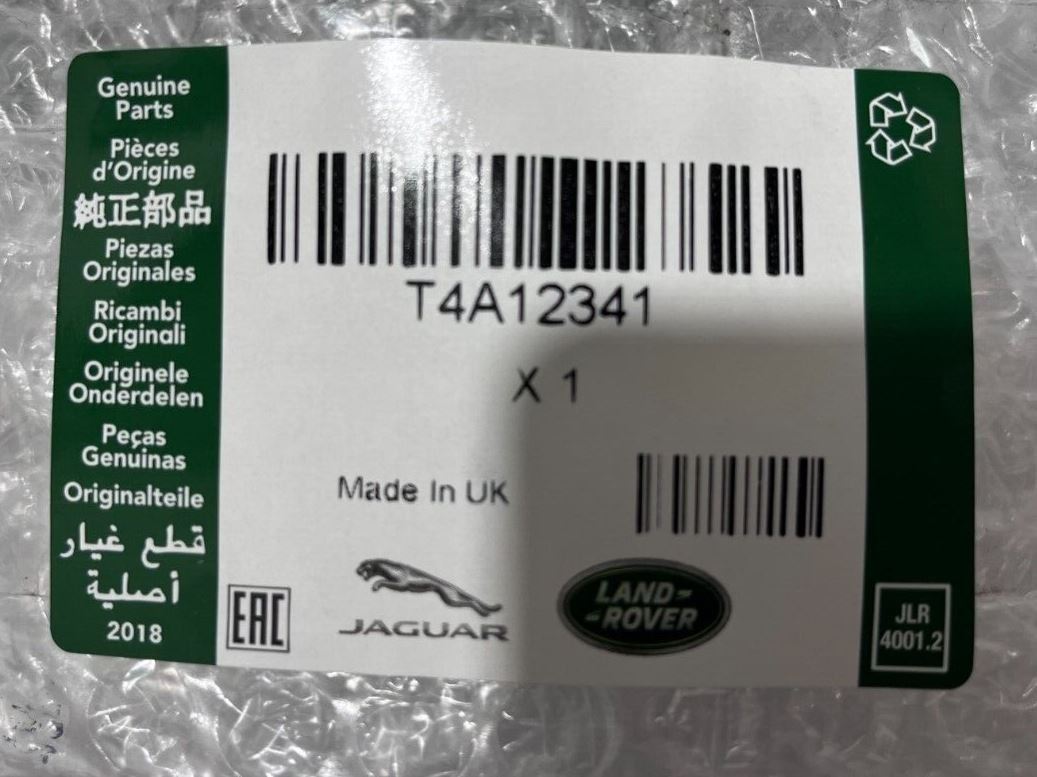 Genuine
Parts
Pièces
d'Origine
純正部品
Piezas
Originales
Ricambi
Originali
Originele
Onderdelen
Peças
Genuinas
Originalteile
قطع غيار
أصلية
2018
T4A12341
X 1
Made In UK
EAC
JAGUAR
LAND-
-ROVER
JLR
4001.2